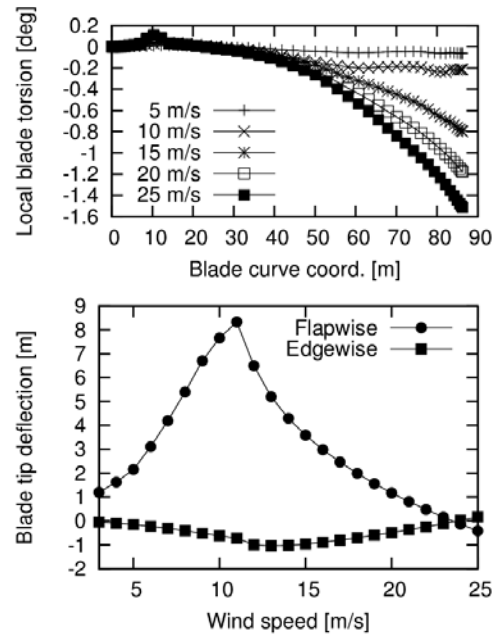 Local blade torsion [deg]
0.2
0
-0.2
-0.4
-0.6
-0.8
-1
-1.2
-1.4
-1.6
5 m/s
10 m/s
15 m/s
20 m/s
25 m/s
0 10 20 30 40 50 60 70 80 90
Blade curve coord. [m]
Blade tip deflection [m]
9
8
7
6
5
4
3
2
1
0
-1
-2
Flapwise
Edgewise
5 10 15 20 25
Wind speed [m/s]